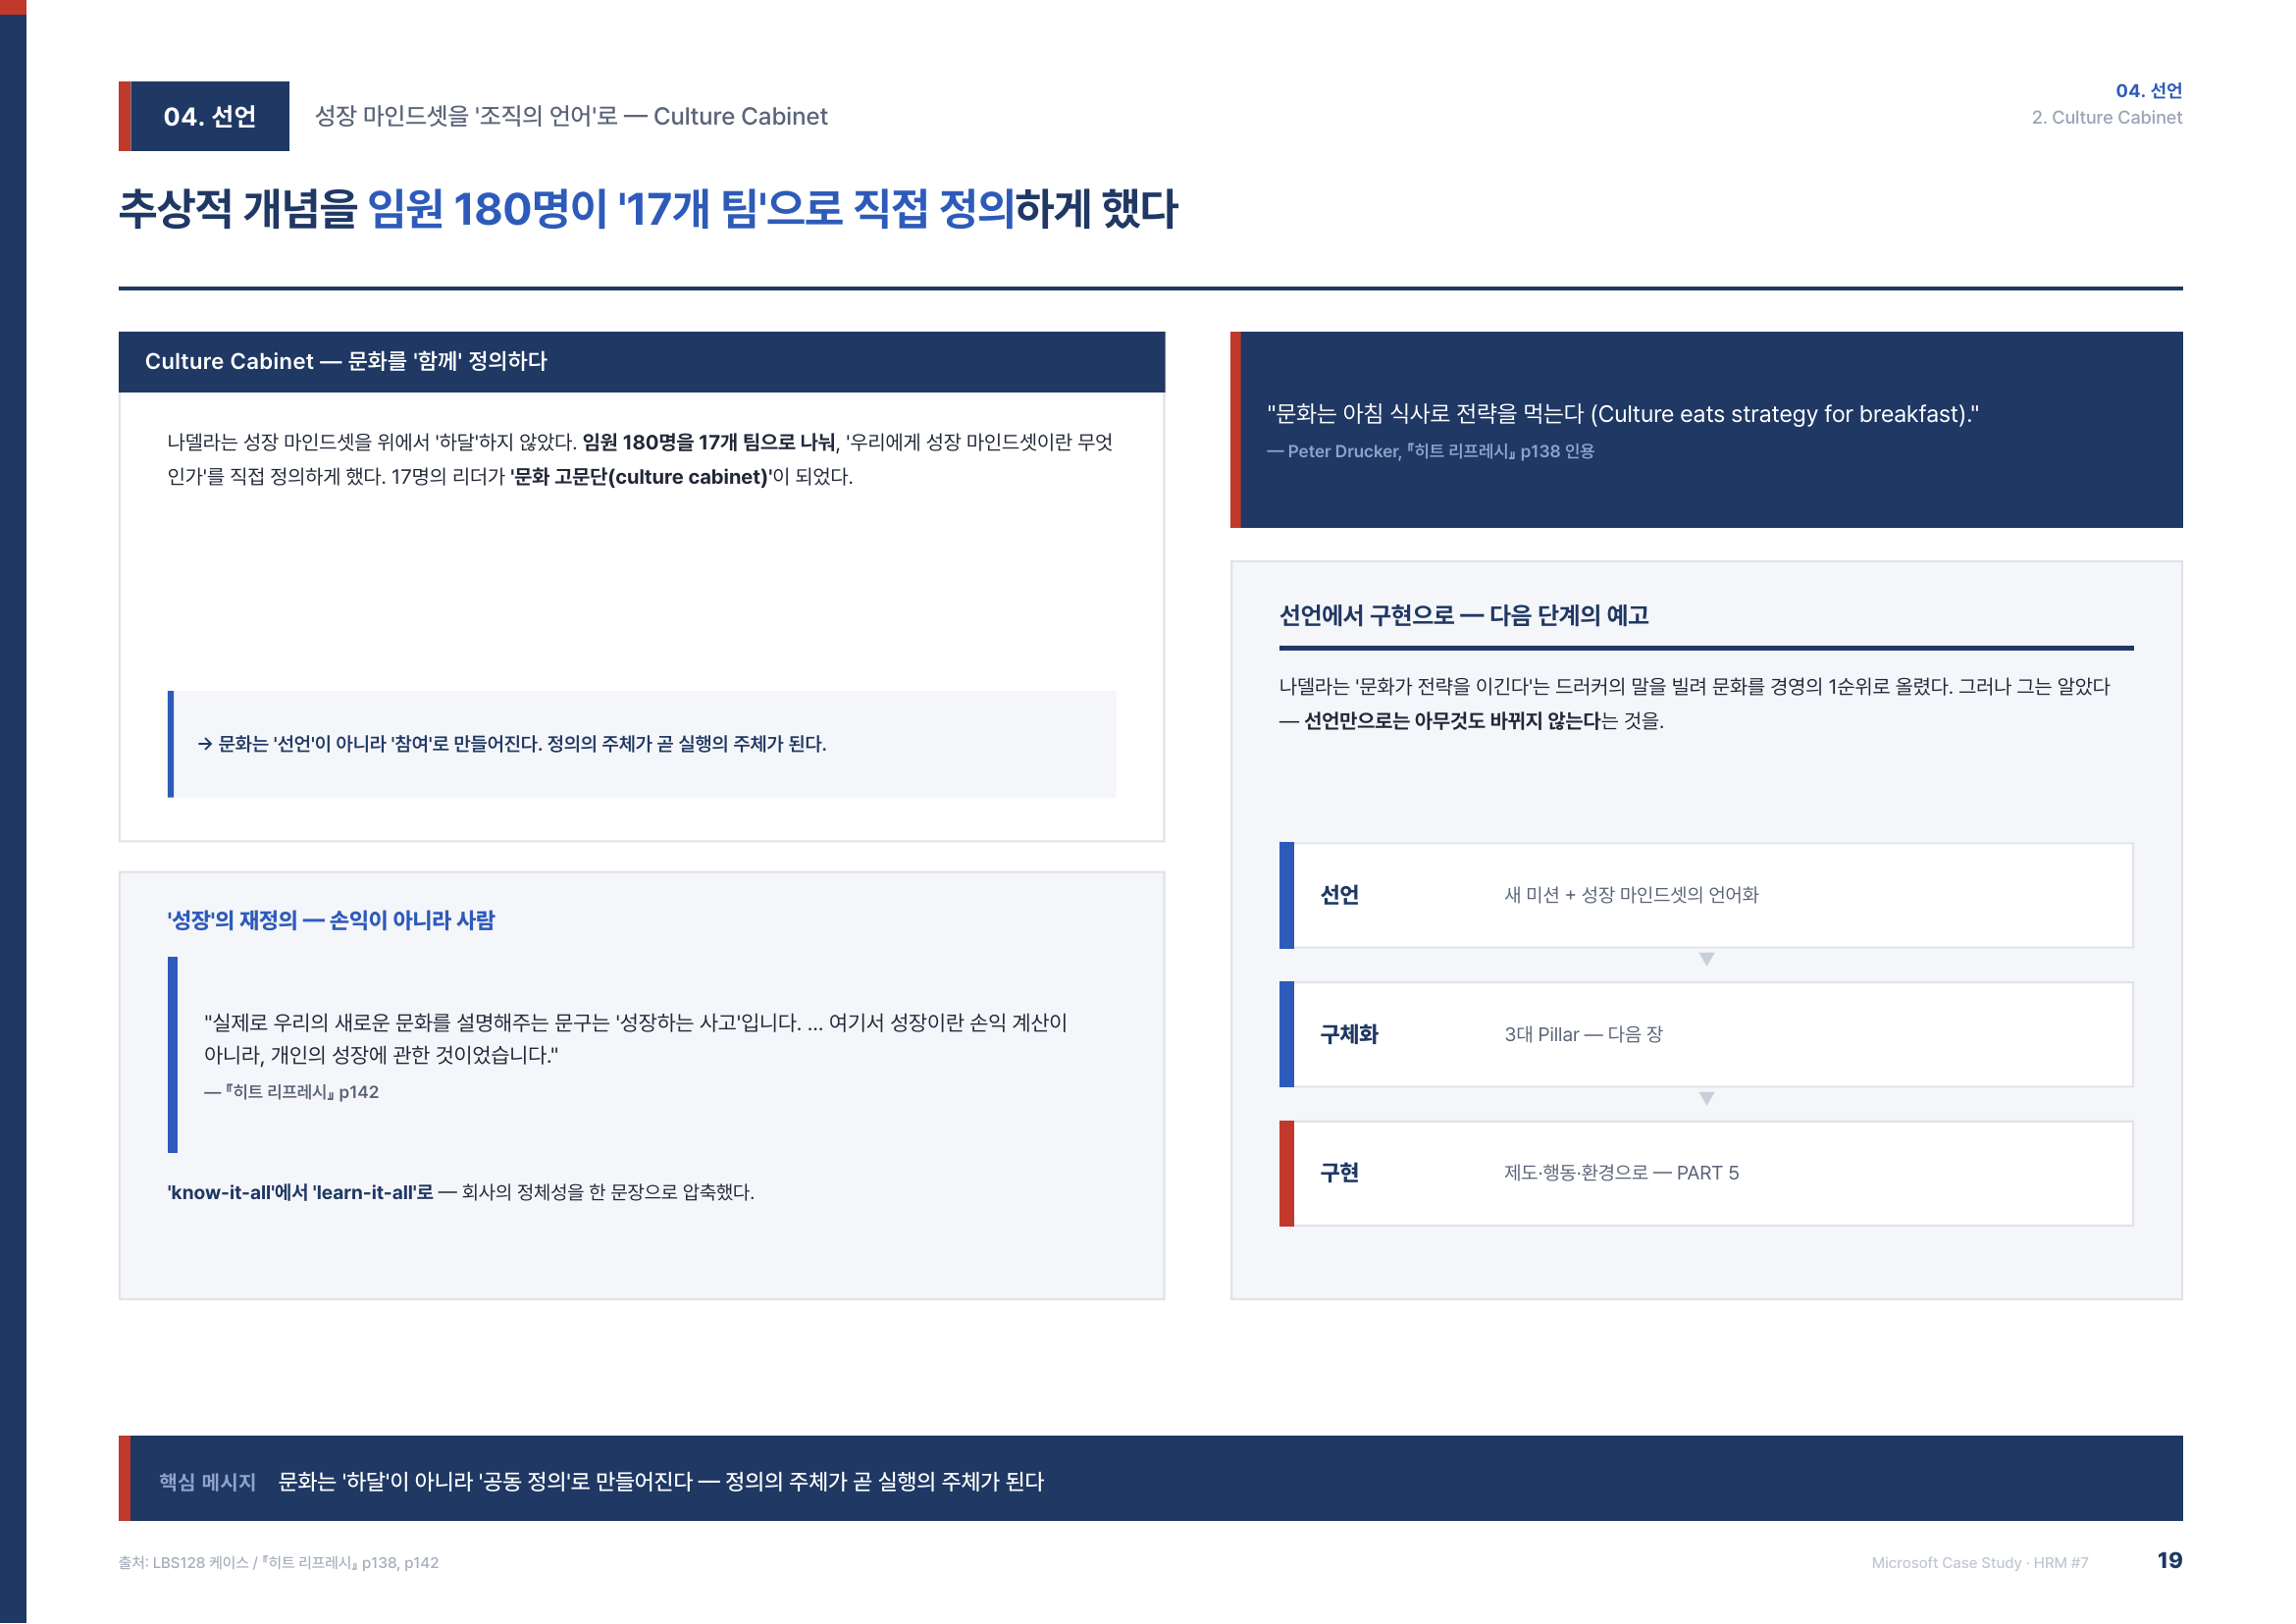 04. 선언
성장 마인드셋을 '조직의 언어'로 — Culture Cabinet
04. 선언
2. Culture Cabinet
추상적 개념을 임원 180명이 '17개 팀'으로 직접 정의하게 했다
Culture Cabinet — 문화를 '함께' 정의하다
나델라는 성장 마인드셋을 위에서 '하달'하지 않았다. 임원 180명을 17개 팀으로 나눠, '우리에게 성장 마인드셋이란 무엇
인가'를 직접 정의하게 했다. 17명의 리더가 '문화 고문단(culture cabinet)'이 되었다.
→ 문화는 '선언'이 아니라 '참여'로 만들어진다. 정의의 주체가 곧 실행의 주체가 된다.
'성장'의 재정의 — 손익이 아니라 사람
"실제로 우리의 새로운 문화를 설명해주는 문구는 '성장하는 사고'입니다. ... 여기서 성장이란 손익 계산이
아니라, 개인의 성장에 관한 것이었습니다."
— 『히트 리프레시』 p142
'know-it-all'에서 'learn-it-all'로 — 회사의 정체성을 한 문장으로 압축했다.
"문화는 아침 식사로 전략을 먹는다 (Culture eats strategy for breakfast)."
— Peter Drucker, 『히트 리프레시』 p138 인용
선언에서 구현으로 — 다음 단계의 예고
나델라는 '문화가 전략을 이긴다'는 드러커의 말을 빌려 문화를 경영의 1순위로 올렸다. 그러나 그는 알았다
— 선언만으로는 아무것도 바뀌지 않는다는 것을.
선언 새 미션 + 성장 마인드셋의 언어화
▼
구체화 3대 Pillar — 다음 장
▼
구현 제도·행동·환경으로 — PART 5
핵심 메시지 문화는 '하달'이 아니라 '공동 정의'로 만들어진다 — 정의의 주체가 곧 실행의 주체가 된다
출처: LBS128 케이스 / 『히트 리프레시』 p138, p142
Microsoft Case Study · HRM #7
19